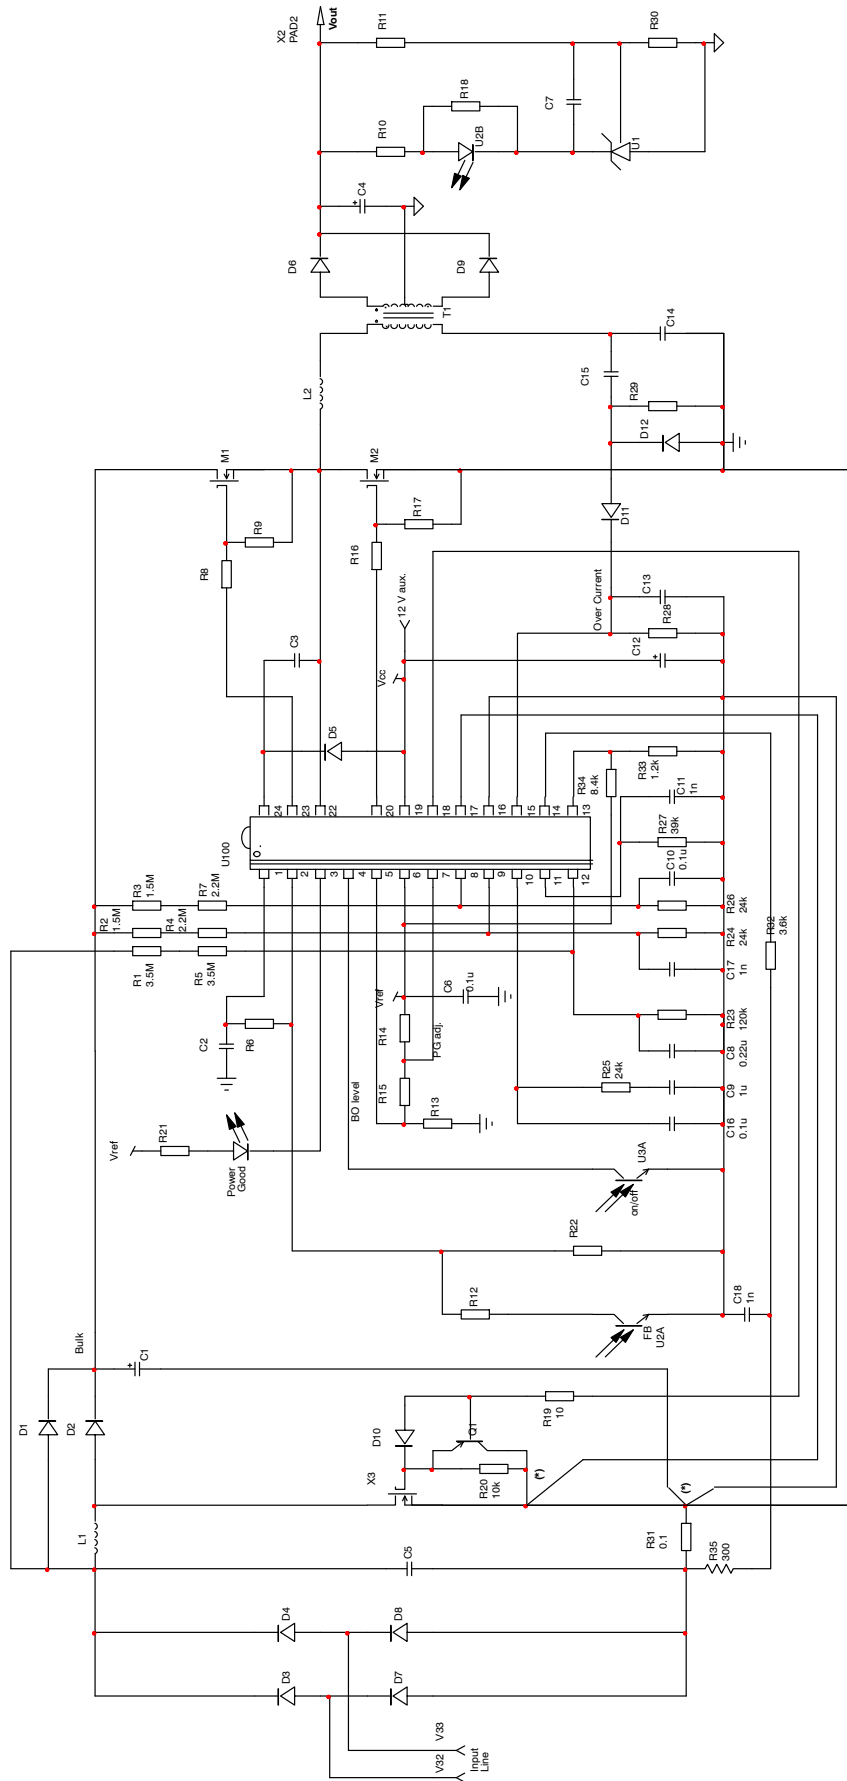 X2
PAD2
Vout
R11
R30
R18
R10
U2B
C7
U1
C4
D6
D9
T1
C14
L2
C15
R29
D12
M1
M2
R9
R17
R8
R16
D11
12 V aux.
Over Current
C13
R28
C3
C12
Vcc
D5
R34
8.4k
R33
1.2k
C11
1n
24
23
22
20
19
18
17
16
15
14
13
U100
R27
39k
C10
0.1u
1
2
3
4
5
6
7
8
9
10
11
12
R3
1.5M
R7
2.2M
R2
1.5M
R4
2.2M
R1
3.5M
R5
3.5M
R26
24k
R24
24k
R32
3.6k
C17
1n
Vref
C6
0.1u
C2
R6
R14
PG adj.
R23
120k
C8
0.22u
R15
R25
24k
C9
1u
R13
BO level
C16
0.1u
Vref
R21
Power
Good
U3A
on/off
R22
R12
FB
U2A
C18
1n
Bulk
C1
D1
D2
D10
Q1
R19
10
X3
R20
10k
(*)
(*)
L1
C5
R31
0.1
R35
300
D4
D8
D3
D7
V33
V32
Input
Line